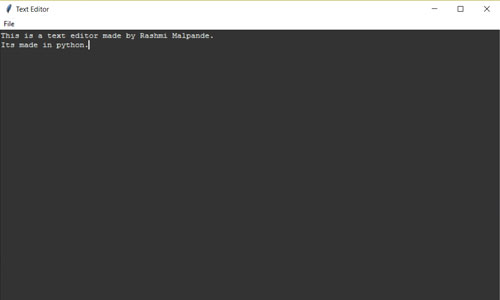 Text Editor
File
This is a text editor made by Rashmi Malpande.
Its made in python.